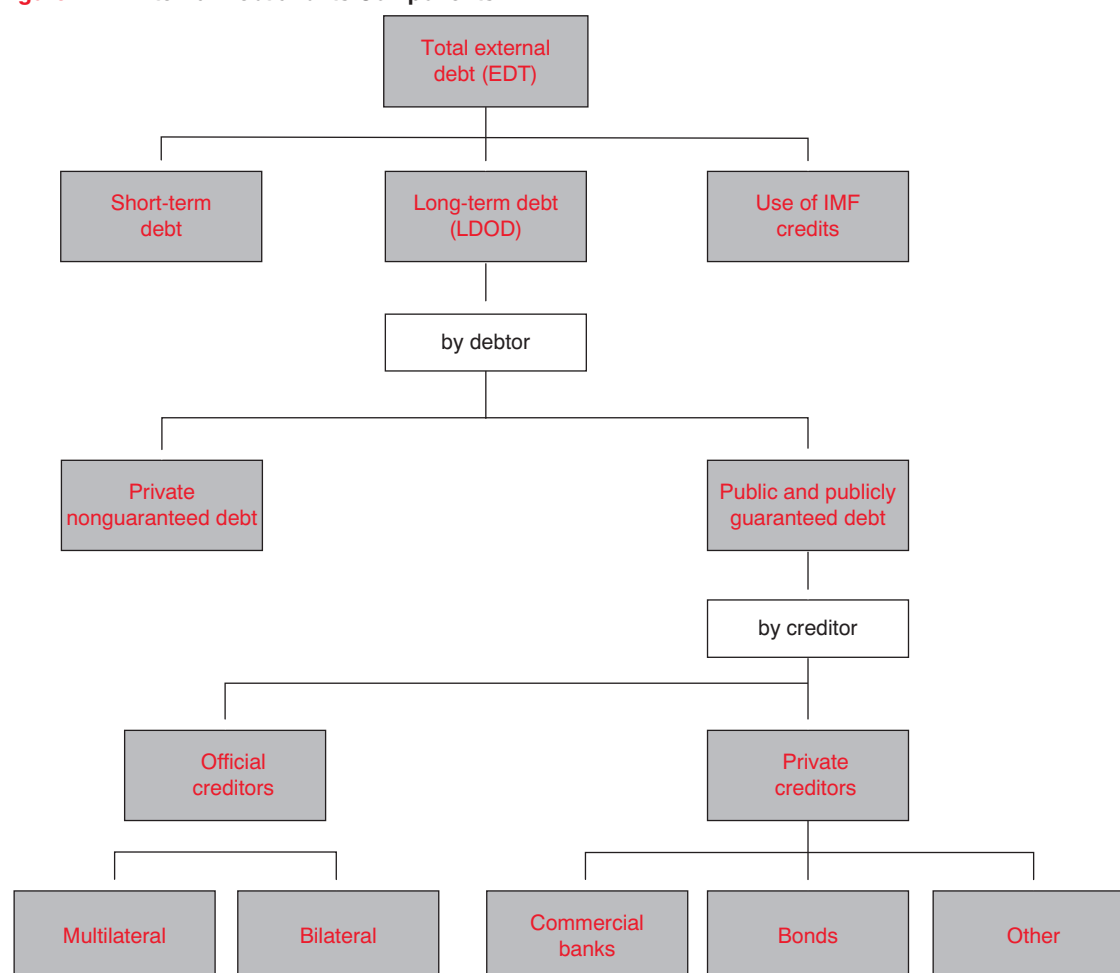 Total external
debt (EDT)
Short-term
debt
Long-term debt
(LDOD)
Use of IMF
credits
by debtor
Private
nonguaranteed debt
Public and publicly
guaranteed debt
by creditor
Official
creditors
Private
creditors
Multilateral
Bilateral
Commercial
banks
Bonds
Other